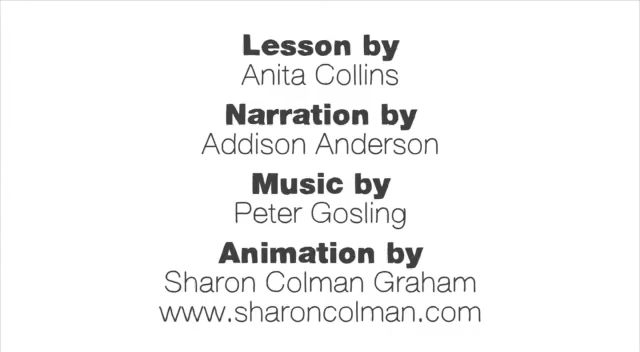 Lesson by
Anita Collins
Narration by
Addison Anderson
Music by
Peter Gosling
Animation by
Sharon Colman Graham
www.sharoncolman.com